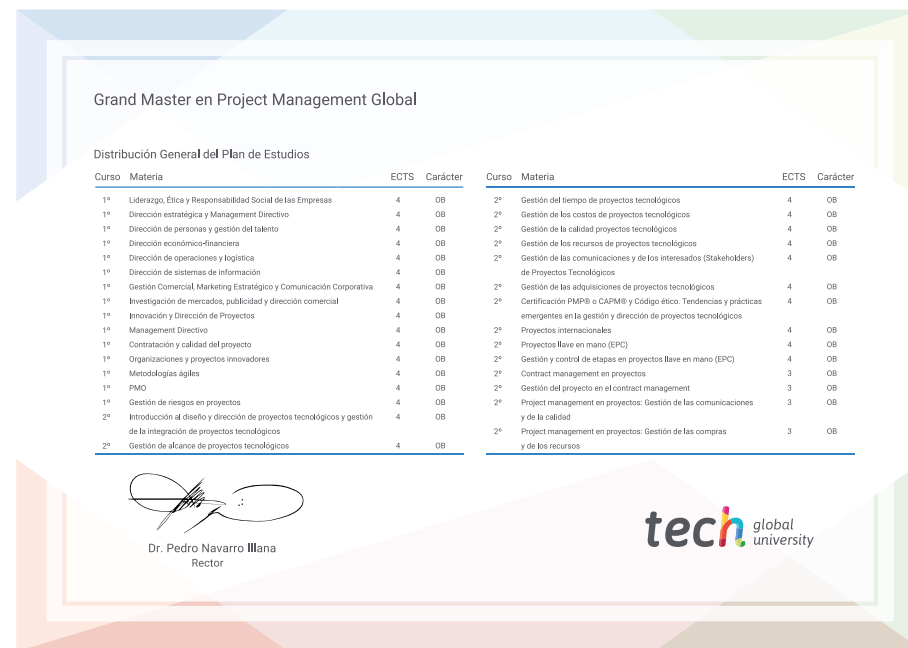 Grand Master en Project Management Global
Distribución General del Plan de Estudios
Curso Materia ECTS Carácter
1º Liderazgo, Ética y Responsabilidad Social de las Empresas 4 OB
1º Dirección estratégica y Management Directivo 4 OB
1º Dirección de personas y gestión del talento 4 OB
1º Dirección económico-financiera 4 OB
1º Dirección de operaciones y logística 4 OB
1º Dirección de sistemas de información 4 OB
1º Gestión Comercial, Marketing Estratégico y Comunicación Corporativa 4 OB
1º Investigación de mercados, publicidad y dirección comercial 4 OB
1º Innovación y Dirección de Proyectos 4 OB
1º Management Directivo 4 OB
1º Contratación y calidad del proyecto 4 OB
1º Organizaciones y proyectos innovadores 4 OB
1º Metodologías ágiles 4 OB
1º PMO 4 OB
1º Gestión de riesgos en proyectos 4 OB
2º Introducción al diseño y dirección de proyectos tecnológicos y gestión 4 OB
de la integración de proyectos tecnológicos
2º Gestión de alcance de proyectos tecnológicos 4 OB
Curso Materia ECTS Carácter
2º Gestión del tiempo de proyectos tecnológicos 4 OB
2º Gestión de los costos de proyectos tecnológicos 4 OB
2º Gestión de la calidad proyectos tecnológicos 4 OB
2º Gestión de los recursos de proyectos tecnológicos 4 OB
2º Gestión de las comunicaciones y de los interesados (Stakeholders) 4 OB
de Proyectos Tecnológicos
2º Gestión de las adquisiciones de proyectos tecnológicos 4 OB
2º Certificación PMP® o CAPM® y Código ético. Tendencias y prácticas 4 OB
emergentes en la gestión y dirección de proyectos tecnológicos
2º Proyectos internacionales 4 OB
2º Proyectos llave en mano (EPC) 4 OB
2º Gestión y control de etapas en proyectos llave en mano (EPC) 4 OB
2º Contract management en proyectos 3 OB
2º Gestión del proyecto en el contract management 3 OB
2º Project management en proyectos: Gestión de las comunicaciones 3 OB
y de la calidad
2º Project management en proyectos: Gestión de las compras 3 OB
y de los recursos
Dr. Pedro Navarro Illana
Rector
tech global
university